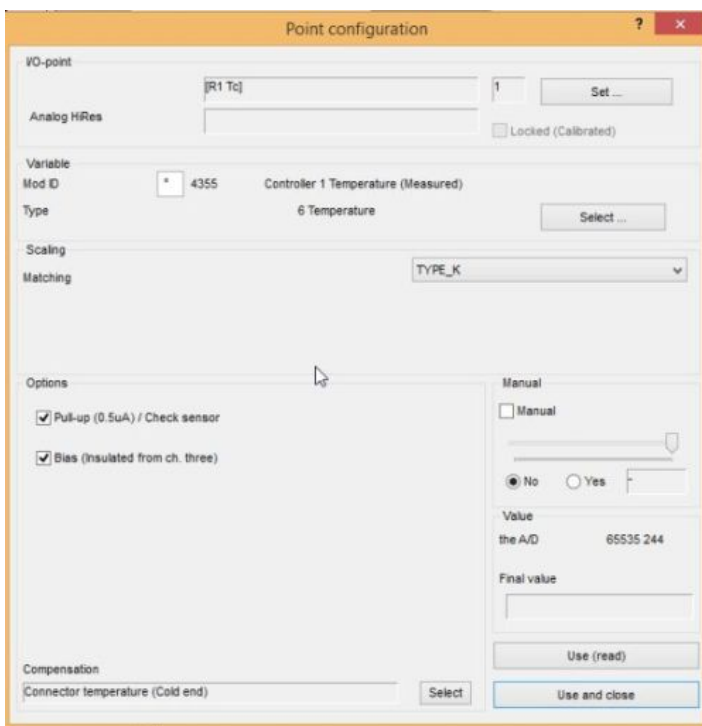 Point configuration
?
×
I/O-point
[R1 Tc]
1
Set ...
Analog HiRes
Locked (Calibrated)
Variable
Mod ID
*
4355
Controller 1 Temperature (Measured)
Type
6 Temperature
Select ...
Scaling
Matching
TYPE_K
Options
Manual
Pull-up (0.5uA) / Check sensor
Manual
Bias (Insulated from ch. three)
No
Yes
-
Value
the A/D
65535 244
Final value
Use (read)
Compensation
Connector temperature (Cold end)
Select
Use and close